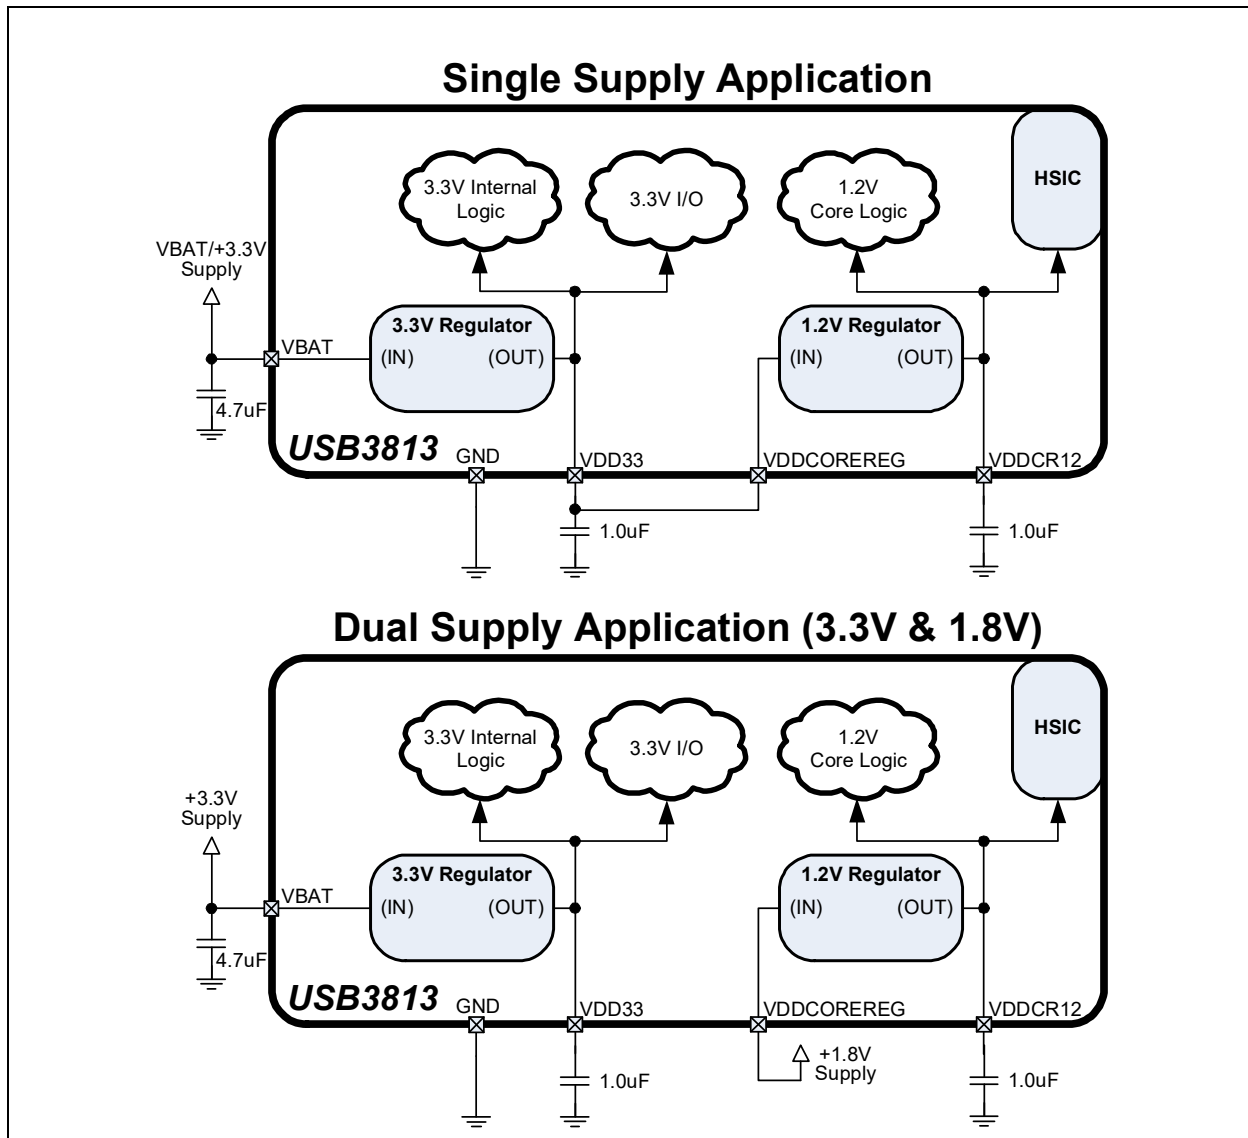 Single Supply Application
HSIC
3.3V Internal
Logic
3.3V I/O
1.2V
Core Logic
VBAT/+3.3V
Supply
3.3V Regulator
1.2V Regulator
VBAT
(IN)
(OUT)
(IN)
(OUT)
4.7uF
USB3813
GND
VDD33
VDDCOREREG
VDDCR12
1.0uF
1.0uF
Dual Supply Application (3.3V & 1.8V)
HSIC
3.3V Internal
Logic
3.3V I/O
1.2V
Core Logic
+3.3V
Supply
3.3V Regulator
1.2V Regulator
VBAT
(IN)
(OUT)
(IN)
(OUT)
4.7uF
USB3813
GND
VDD33
VDDCOREREG
VDDCR12
+1.8V
Supply
1.0uF
1.0uF